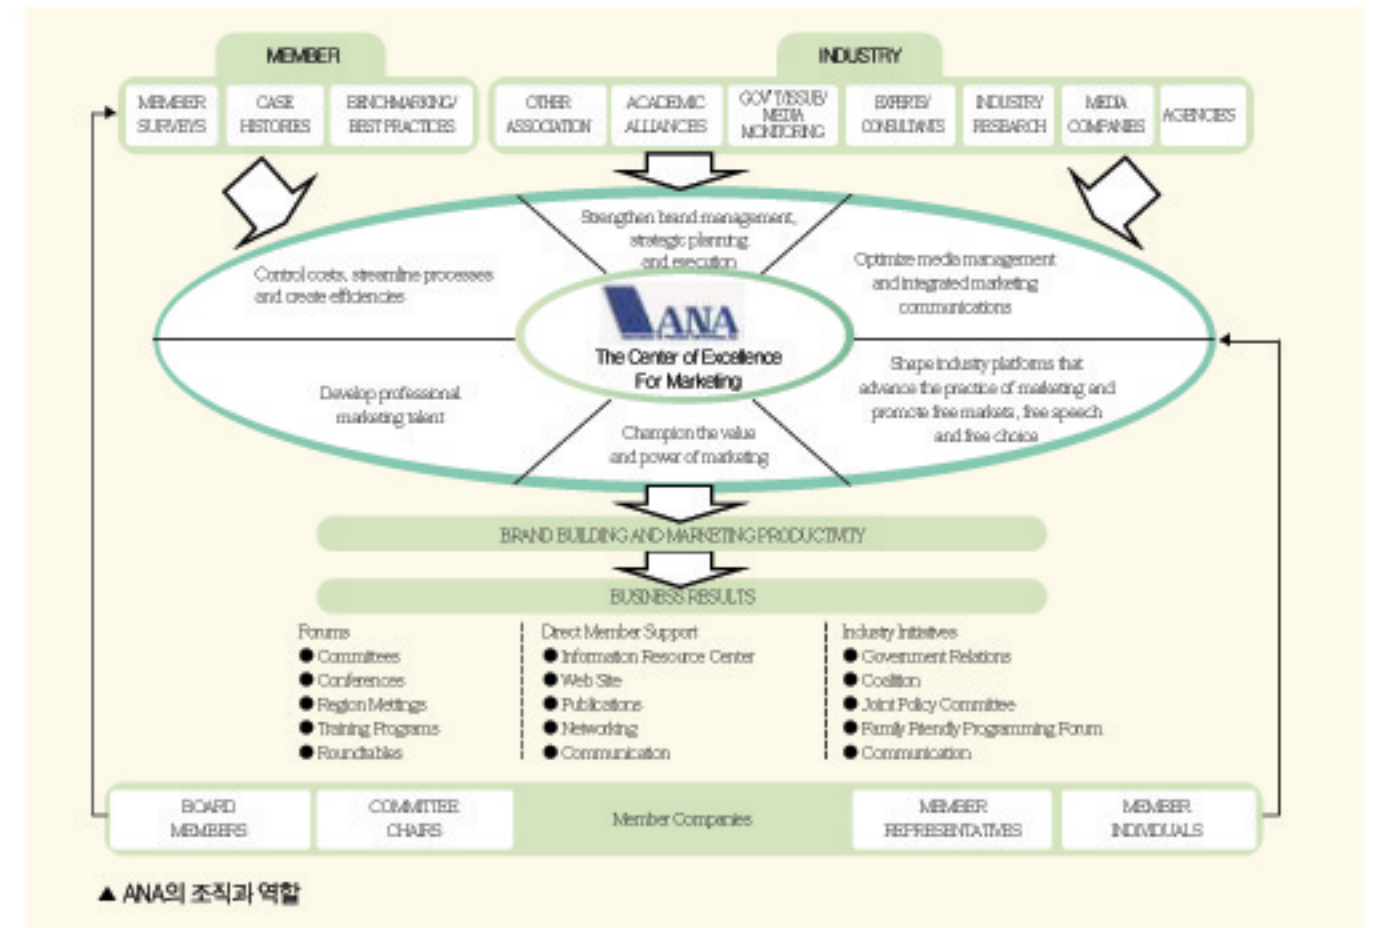 MEMBER
INDUSTRY
MEMBER
SURVEYS
CASE
HISTORIES
BENCHMARKING/
BEST PRACTICES
OTHER
ASSOCIATION
ACADEMIC
ALLIANCES
GOV'T/ISSUE/
MEDIA
MONITORING
EXPERTS/
CONSULTANTS
INDUSTRY
RESEARCH
MEDIA
COMPANIES
AGENCIES
Strengthen brand management,
strategic planning
and execution
Control costs, streamline processes
and create efficiencies
Optimize media management
and integrated marketing
communications
ANA
The Center of Excellence
For Marketing
Develop professional
marketing talent
Shape industry platforms that
advance the practice of marketing and
promote free markets, free speech
and free choice
Champion the value
and power of marketing
BRAND BUILDING AND MARKETING PRODUCTIVITY
BUSINESS RESULTS
Forums
● Committees
● Conferences
● Region Mettings
● Training Programs
● Roundtables
Direct Member Support
● Information Resource Center
● Web Site
● Publications
● Networking
● Communication
Industry Initiatives
● Government Relations
● Coalition
● Joint Policy Committee
● Family Friendly Programming Forum
● Communication
BOARD
MEMBERS
COMMITTEE
CHAIRS
Member Companies
MEMBER
REPRESENTATIVES
MEMBER
INDIVIDUALS
▲ ANA의 조직과 역할